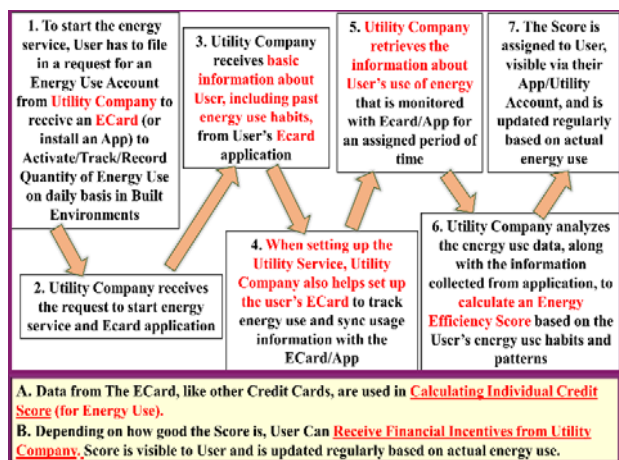 1. To start the energy
service, User has to file
in a request for an
Energy Use Account
from Utility Company to
receive an ECard (or
install an App) to
Activate/Track/Record
Quantity of Energy Use
on daily basis in Built
Environments
2. Utility Company receives
the request to start energy
service and Ecard application
3. Utility Company
receives basic
information about
User, including past
energy use habits,
from User's Ecard
application
4. When setting up the
Utility Service, Utility
Company also helps set up
the user's ECard to track
energy use and sync usage
information with the
ECard/App
5. Utility Company
retrieves the
information about
User's use of energy
that is monitored
with Ecard/App for
an assigned period of
time
6. Utility Company analyzes
the energy use data, along
with the information
collected from application, to
calculate an Energy
Efficiency Score based on the
User's energy use habits and
patterns
7. The Score is
assigned to User,
visible via their
App/Utility
Account, and is
updated regularly
based on actual
energy use
A. Data from The ECard, like other Credit Cards, are used in Calculating Individual Credit
Score (for Energy Use).
B. Depending on how good the Score is, User Can Receive Financial Incentives from Utility
Company. Score is visible to User and is updated regularly based on actual energy use.